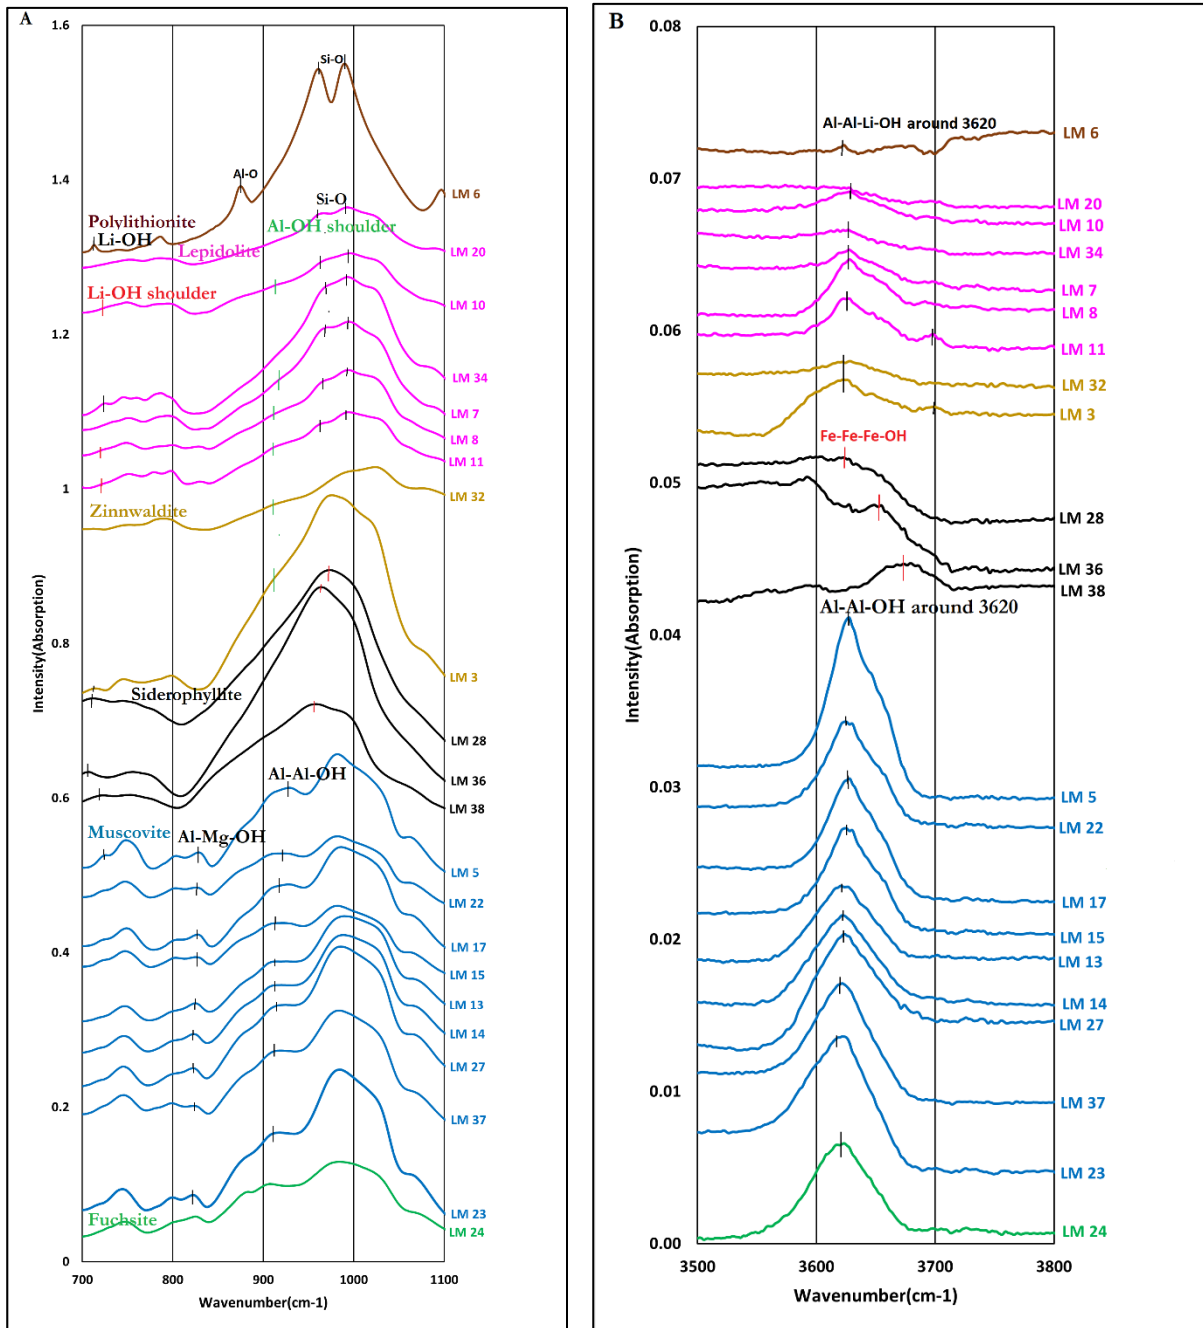 A
1.6
1.4
1.2
1
0.8
0.6
0.4
0.2
0
Intensity(Absorption)
700
800
900
1000
1100
Wavenumber(cm-1)
Si-O
Al-O
LM 6
Polylithionite
Li-OH
Si-O
Al-OH shoulder
Lepidolite
LM 20
Li-OH shoulder
LM 10
LM 34
LM 7
LM 8
LM 11
LM 32
Zinnwaldite
LM 3
Siderophyllite
LM 28
LM 36
Al-Al-OH
LM 38
Muscovite
Al-Mg-OH
LM 5
LM 22
LM 17
LM 15
LM 13
LM 14
LM 27
LM 37
LM 23
Fuchsite
LM 24
B
0.08
0.07
0.06
0.05
0.04
0.03
0.02
0.01
0.00
Intensity(Absorption)
3500
3600
3700
3800
Wavenumber(cm-1)
Al-Al-Li-OH around 3620
LM 6
LM 20
LM 10
LM 34
LM 7
LM 8
LM 11
LM 32
LM 3
Fe-Fe-Fe-OH
LM 28
LM 36
LM 38
Al-Al-OH around 3620
LM 5
LM 22
LM 17
LM 15
LM 13
LM 14
LM 27
LM 37
LM 23
LM 24